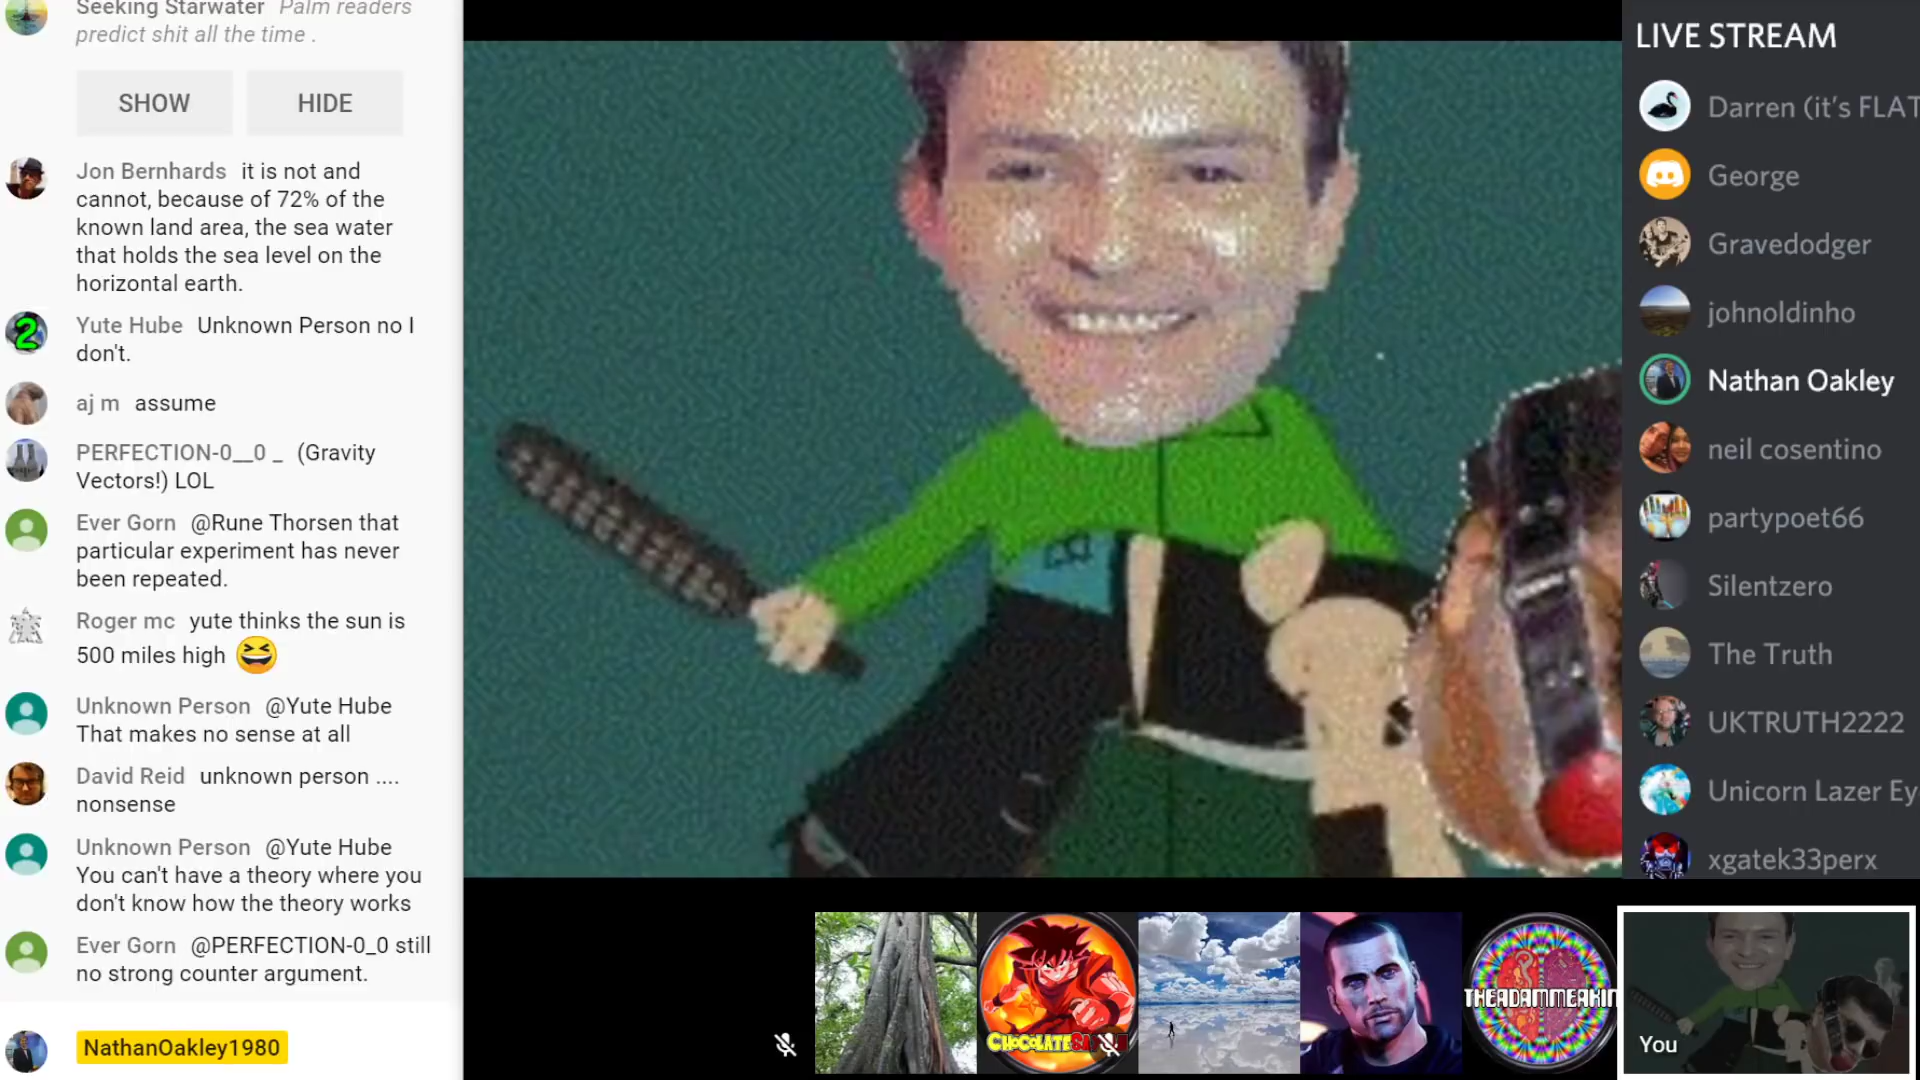 Seeking Starwater Palm readers
predict shit all the time .
SHOW
HIDE
Jon Bernhards it is not and
cannot, because of 72% of the
known land area, the sea water
that holds the sea level on the
horizontal earth.
Yute Hube Unknown Person no I
don't.
aj m assume
PERFECTION-0__0 _ (Gravity
Vectors!) LOL
Ever Gorn @Rune Thorsen that
particular experiment has never
been repeated.
Roger mc yute thinks the sun is
500 miles high
Unknown Person @Yute Hube
That makes no sense at all
David Reid unknown person ....
nonsense
Unknown Person @Yute Hube
You can't have a theory where you
don't know how the theory works
Ever Gorn @PERFECTION-0_0 still
no strong counter argument.
NathanOakley1980
2
LIVE STREAM
Darren (it's FLAT
George
Gravedodger
johnoldinho
Nathan Oakley
neil cosentino
partypoet66
Silentzero
The Truth
UKTRUTH2222
Unicorn Lazer Ey
xgatek33perx
THEADAMMEAKIN
You